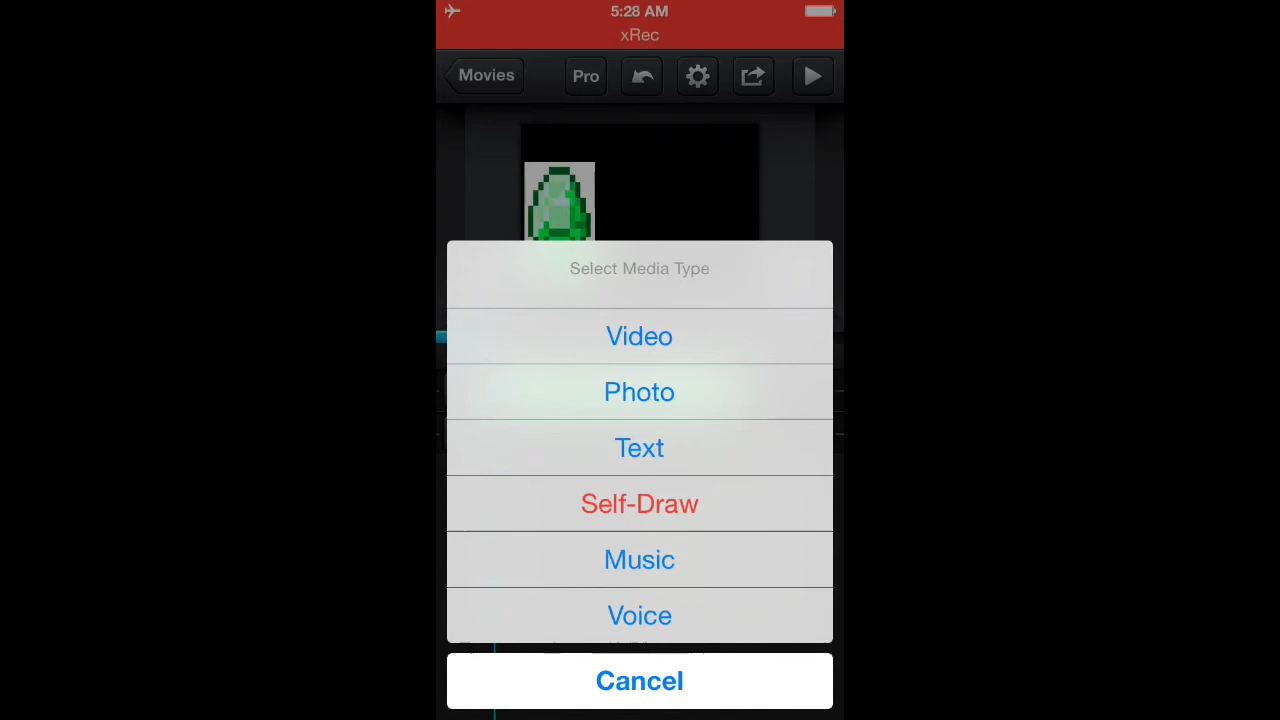 5:28 AM
xRec
Movies
Pro
Select Media Type
Video
Photo
Text
Self-Draw
Music
Voice
Cancel